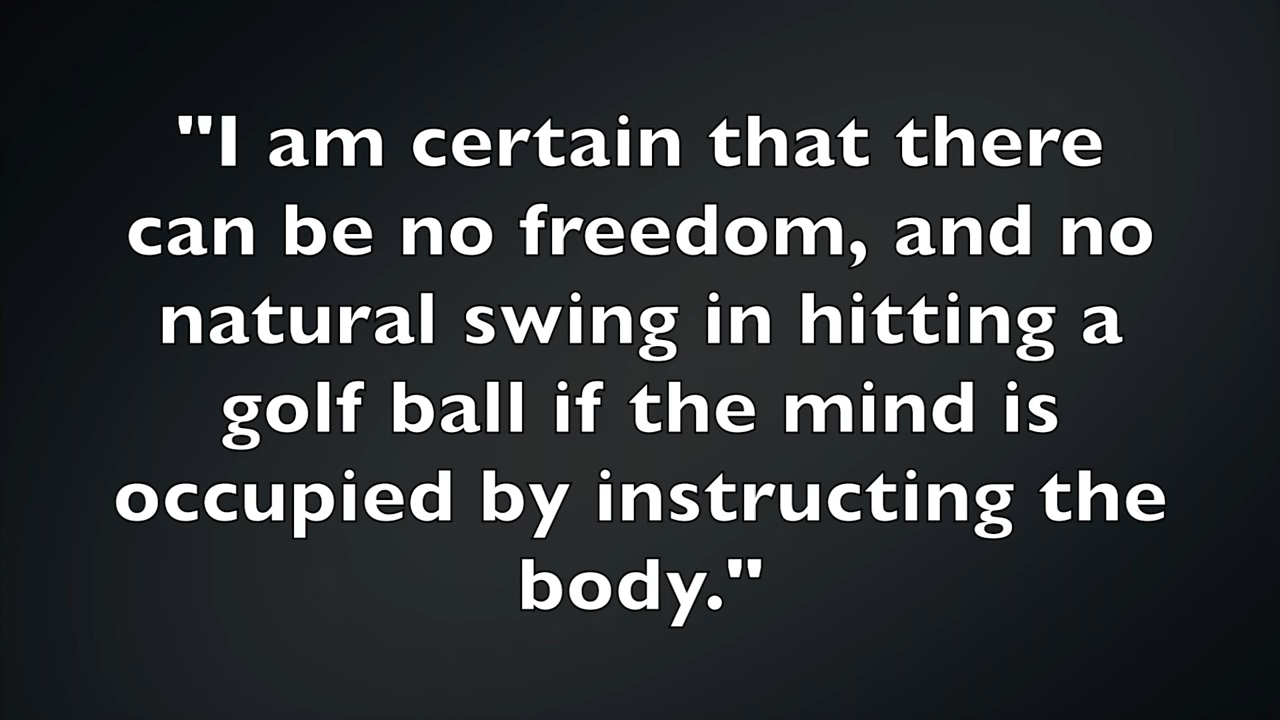 "I am certain that there
can be no freedom, and no
natural swing in hitting a
golf ball if the mind is
occupied by instructing the
body."